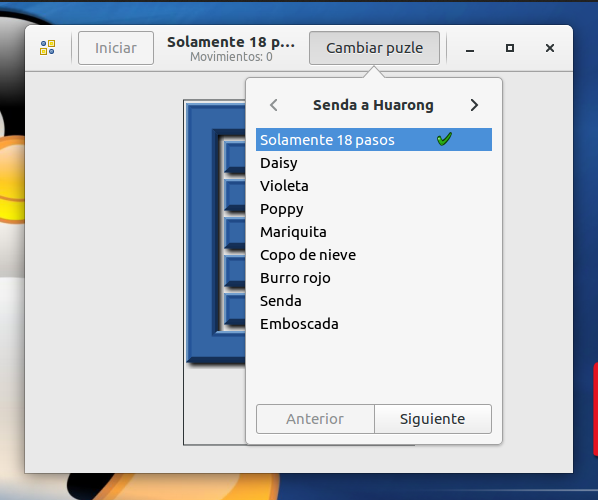 Iniciar
Solamente 18 p...
Movimientos: 0
Cambiar puzle
Senda a Huarong
Solamente 18 pasos
Daisy
Violeta
Poppy
Mariquita
Copo de nieve
Burro rojo
Senda
Emboscada
Anterior
Siguiente